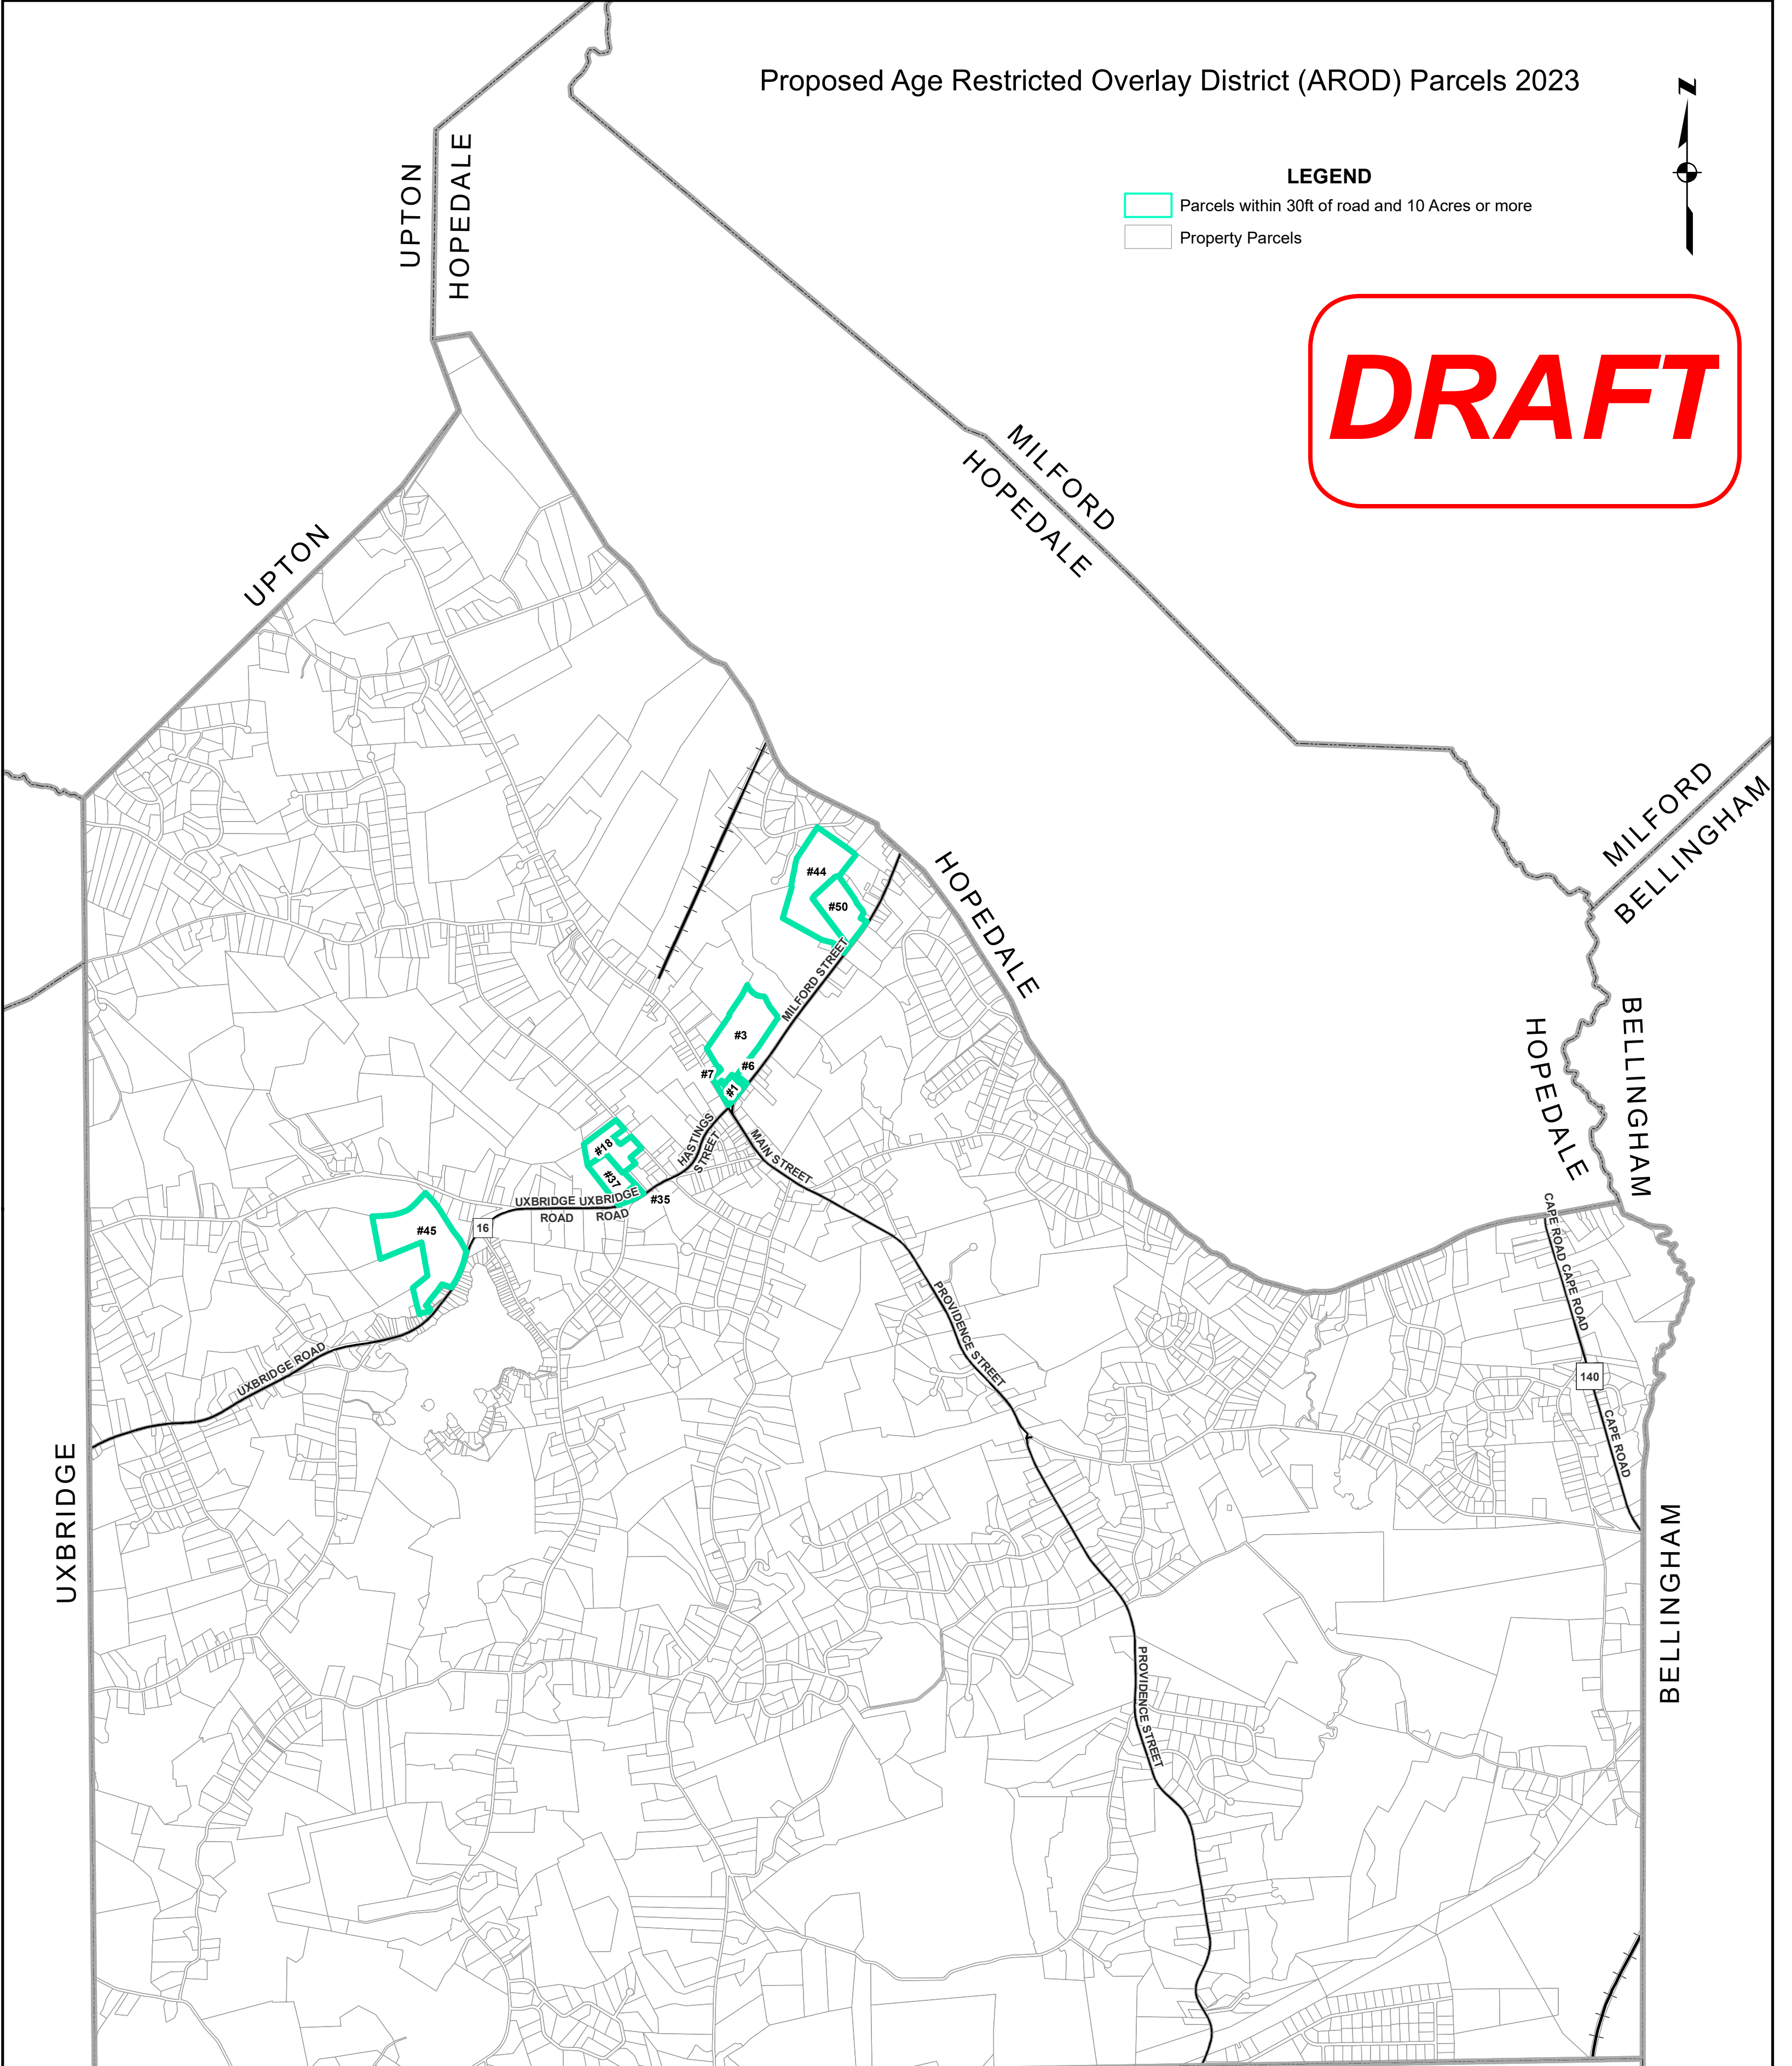 Proposed Age Restricted Overlay District (AROD) Parcels 2023
N
LEGEND
Parcels within 30ft of road and 10 Acres or more
Property Parcels
DRAFT
UPTON
HOPEDALE
MILFORD
HOPEDALE
UPTON
MILFORD
BELLINGHAM
HOPEDALE
#44
#50
MILFORD STREET
#3
#6
#7
#1
HASTINGS
STREET
MAIN STREET
#18
#37
#35
UXBRIDGE
ROAD
UXBRIDGE
ROAD
16
#45
UXBRIDGE ROAD
PROVIDENCE STREET
HOPEDALE
BELLINGHAM
CAPE ROAD
CAPE ROAD
140
CAPE ROAD
UXBRIDGE
BELLINGHAM
PROVIDENCE STREET